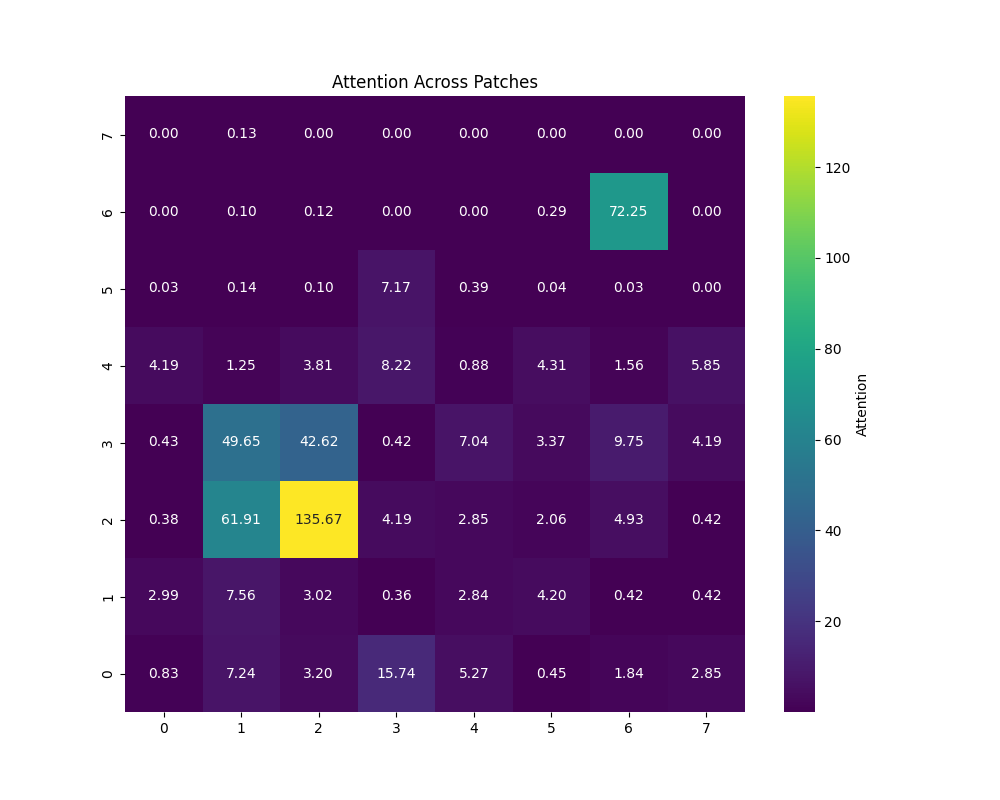 Attention Across Patches
7 0.00 0.13 0.00 0.00 0.00 0.00 0.00 0.00
6 0.00 0.10 0.12 0.00 0.00 0.29 72.25 0.00
5 0.03 0.14 0.10 7.17 0.39 0.04 0.03 0.00
4 4.19 1.25 3.81 8.22 0.88 4.31 1.56 5.85
3 0.43 49.65 42.62 0.42 7.04 3.37 9.75 4.19
2 0.38 61.91 135.67 4.19 2.85 2.06 4.93 0.42
1 2.99 7.56 3.02 0.36 2.84 4.20 0.42 0.42
0 0.83 7.24 3.20 15.74 5.27 0.45 1.84 2.85
0 1 2 3 4 5 6 7
120
100
80
60
40
20
Attention